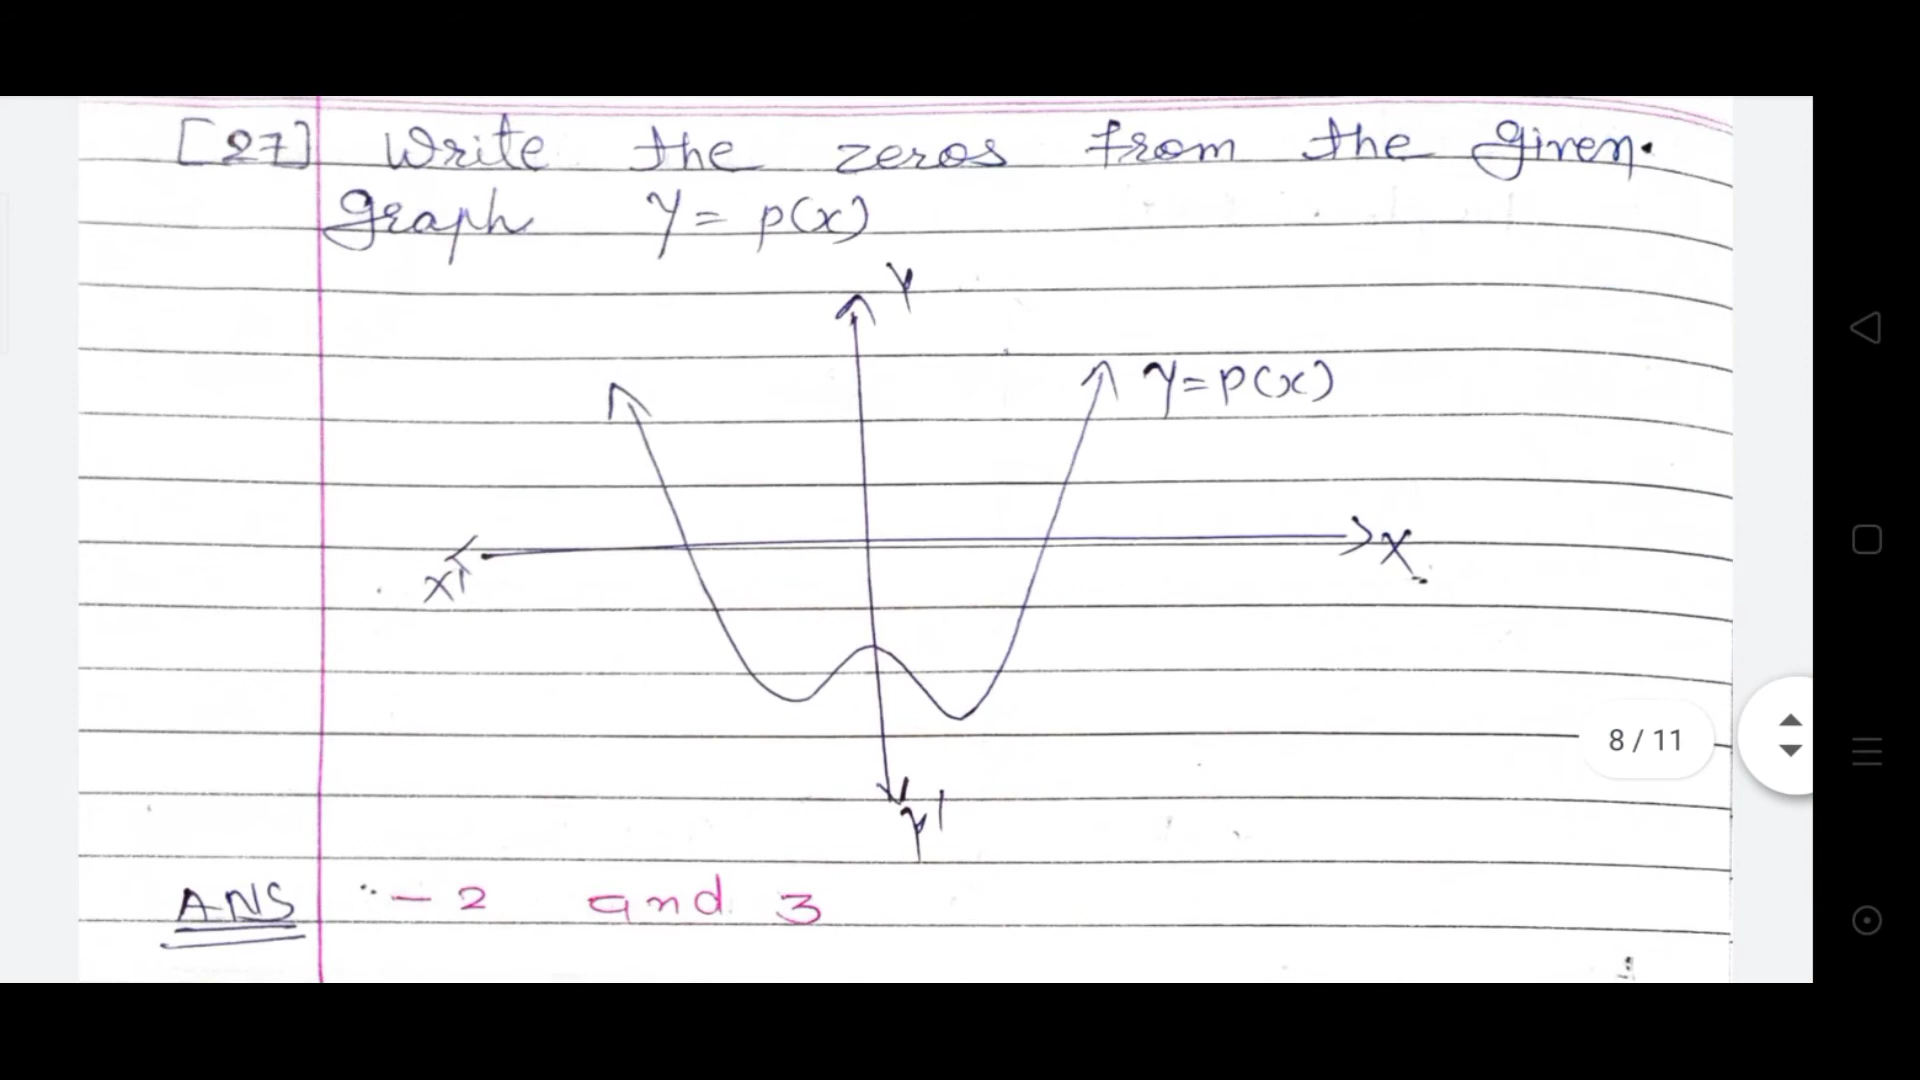 [27] Write the zeros from the given.
graph y = p(x)
Y
y=p(x)
X' X
Y'
ANS - 2 and 3
8 / 11